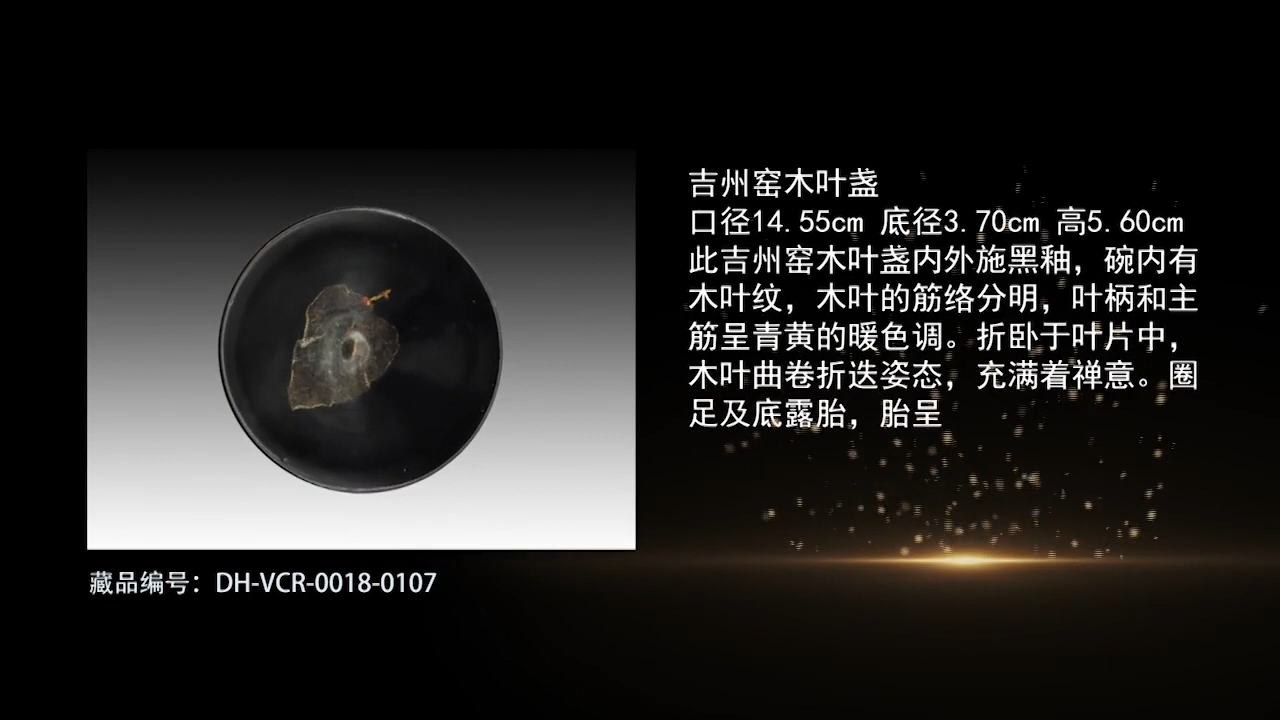 吉州窑木叶盏
口径14.55cm 底径3.70cm 高5.60cm
此吉州窑木叶盏内外施黑釉，碗内有
木叶纹，木叶的筋络分明，叶柄和主
筋呈青黄的暖色调。折卧于叶片中，
木叶曲卷折迭姿态，充满着禅意。圈
足及底露胎，胎呈
藏品编号：DH-VCR-0018-0107